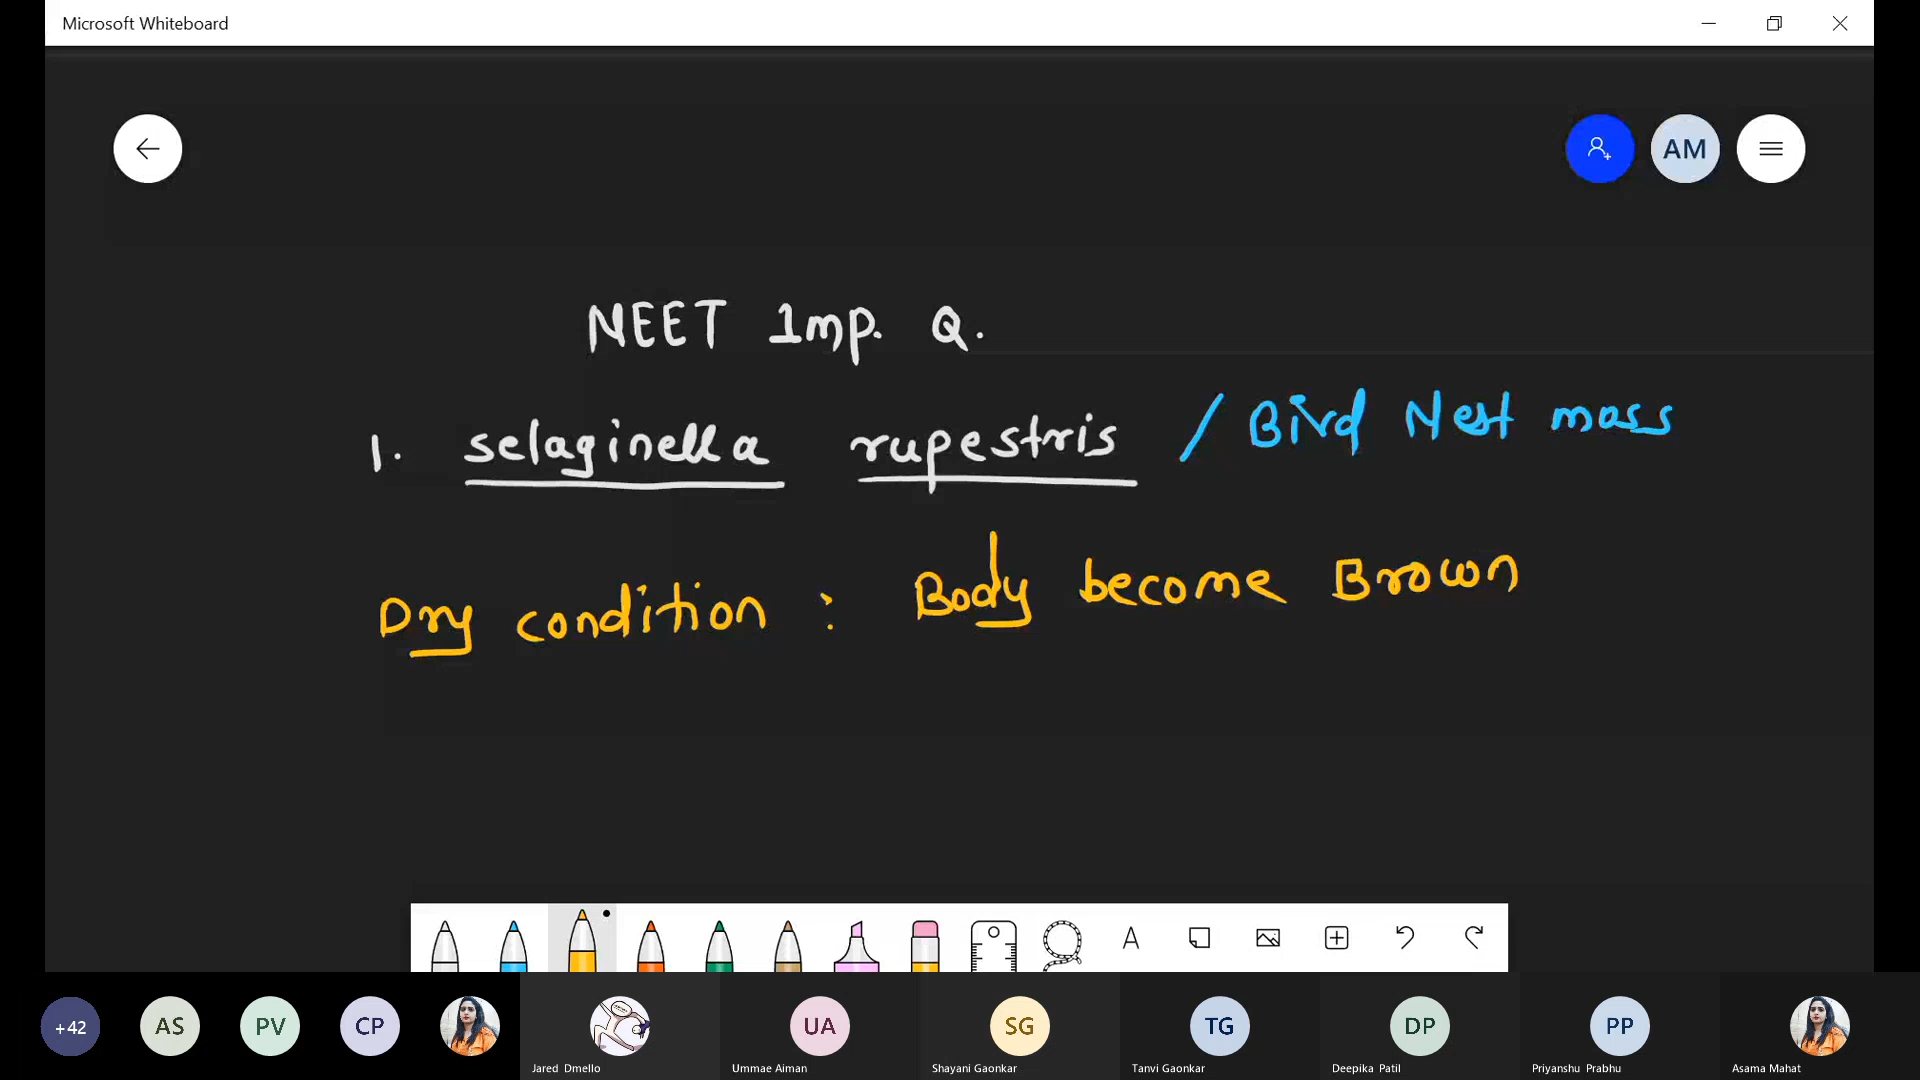 Microsoft Whiteboard
AM
NEET Imp. Q.
1. selaginella rupestris / Bird Nest moss
Dry condition : Body become Brown
A
+42
AS
PV
CP
UA
SG
TG
DP
PP
Jared Dmello
Ummae Aiman
Shayani Gaonkar
Tanvi Gaonkar
Deepika Patil
Priyanshu Prabhu
Asama Mahat